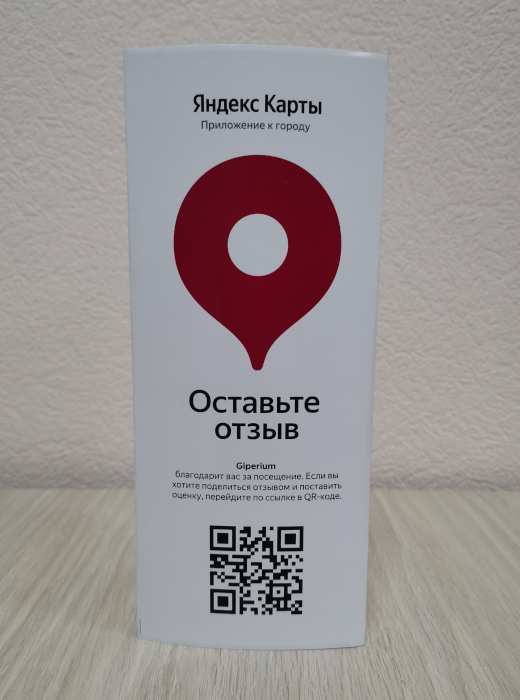 Яндекс Карты
Приложение к городу
Оставьте
отзыв
Giperium
благодарит вас за посещение. Если вы
хотите поделиться отзывом и поставить
оценку, перейдите по ссылке в QR-коде.